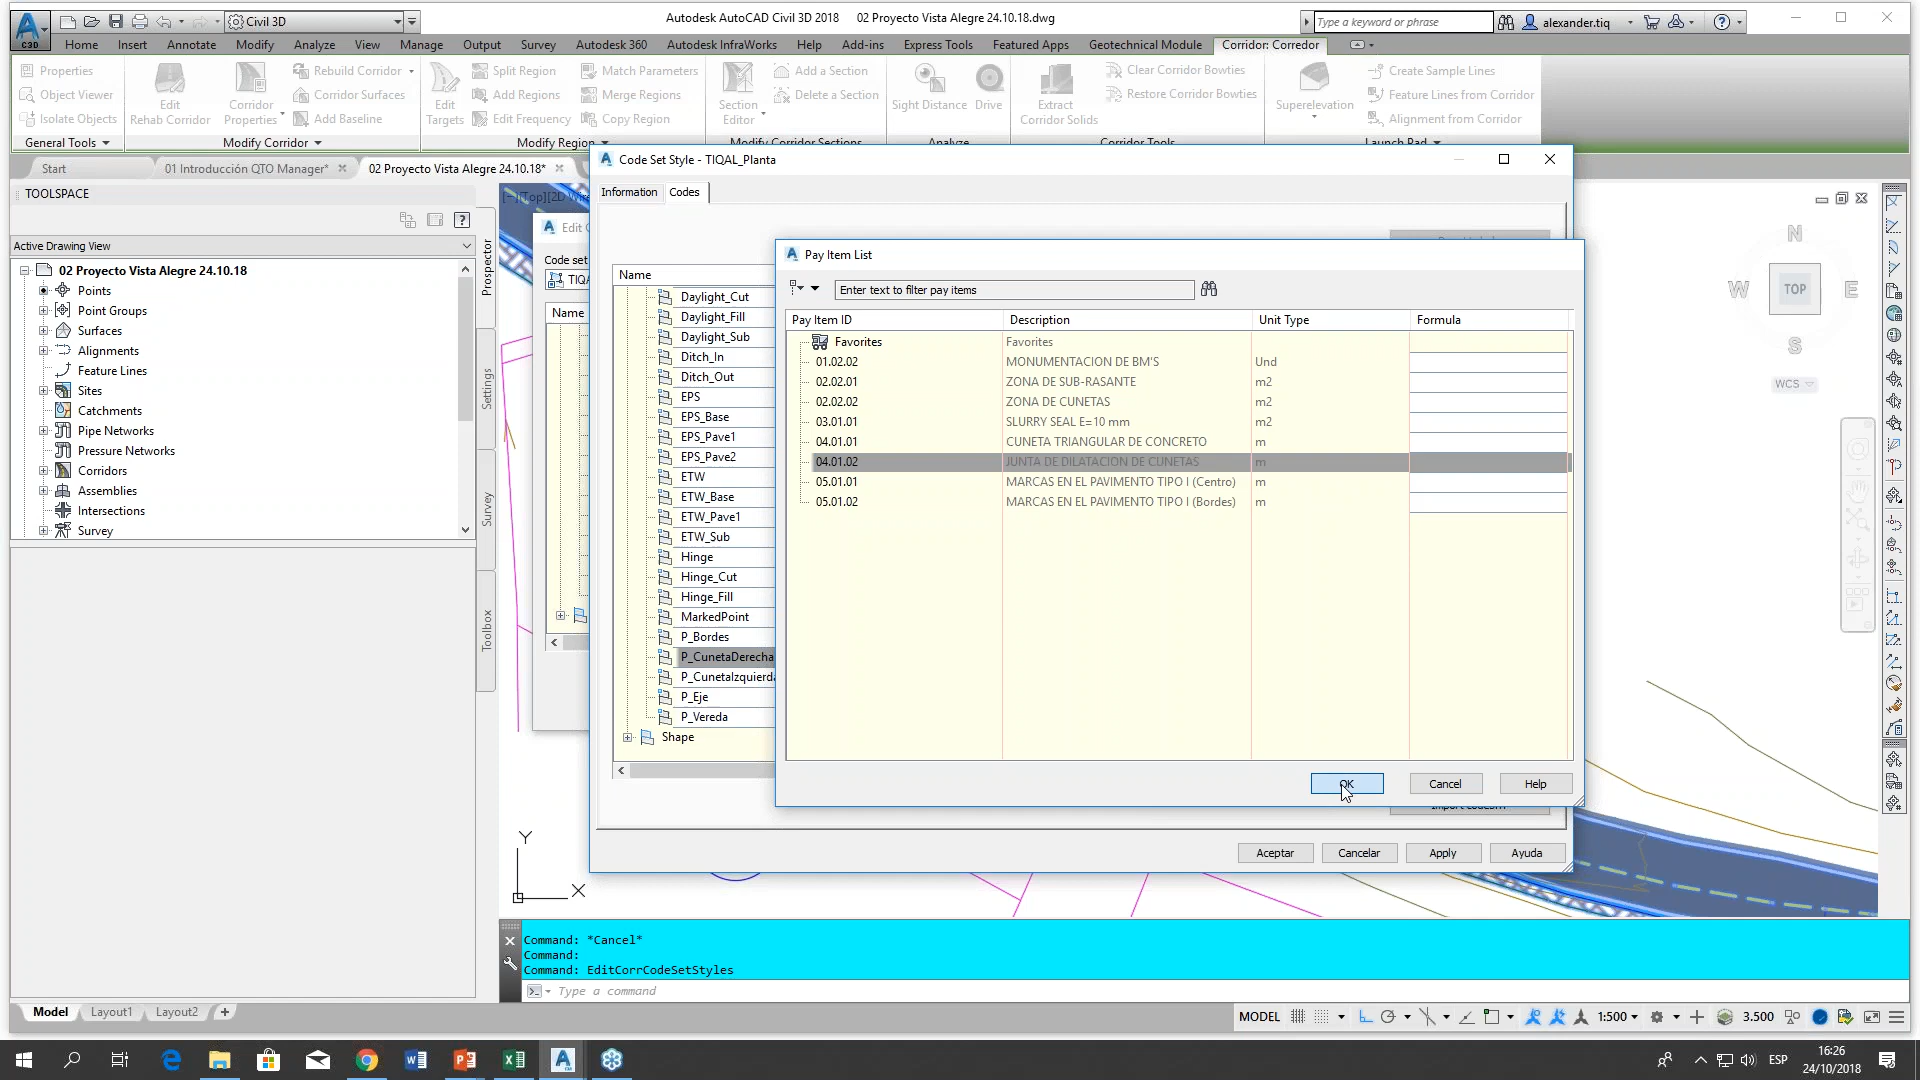 Civil 3D
Autodesk AutoCAD Civil 3D 2018 02 Proyecto Vista Alegre 24.10.18.dwg
Type a keyword or phrase
alexander.tiq
C3D
Home Insert Annotate Modify Analyze View Manage Output Survey Autodesk 360 Autodesk InfraWorks Help Add-ins Express Tools Featured Apps Geotechnical Module Corridor: Corredor
Properties
Object Viewer
Isolate Objects
General Tools
Edit
Rehab Corridor
Corridor
Properties
Rebuild Corridor
Corridor Surfaces
Add Baseline
Modify Corridor
Edit
Targets
Split Region
Add Regions
Edit Frequency
Match Parameters
Merge Regions
Copy Region
Modify Region
Section
Editor
Add a Section
Delete a Section
Modify Corridor Sections
Sight Distance
Drive
Analyze
Extract
Corridor Solids
Clear Corridor Bowties
Restore Corridor Bowties
Corridor Tools
Superelevation
Create Sample Lines
Feature Lines from Corridor
Alignment from Corridor
Launch Pad
Start
01 Introducción QTO Manager*
02 Proyecto Vista Alegre 24.10.18*
TOOLSPACE
Active Drawing View
02 Proyecto Vista Alegre 24.10.18
Points
Point Groups
Surfaces
Alignments
Feature Lines
Sites
Catchments
Pipe Networks
Pressure Networks
Corridors
Assemblies
Intersections
Survey
Prospector
Settings
Survey
Toolbox
[−][Top][2D Wire
Edit C
Code set
TIQA
Name
Code Set Style - TIQAL_Planta
Information Codes
Name
Daylight_Cut
Daylight_Fill
Daylight_Sub
Ditch_In
Ditch_Out
EPS
EPS_Base
EPS_Pave1
EPS_Pave2
ETW
ETW_Base
ETW_Pave1
ETW_Sub
Hinge
Hinge_Cut
Hinge_Fill
MarkedPoint
P_Bordes
P_CunetaDerecha
P_CunetaIzquierda
P_Eje
P_Vereda
Shape
Pay Item List
Enter text to filter pay items
Pay Item ID Description Unit Type Formula
Favorites Favorites
01.02.02 MONUMENTACION DE BM'S Und
02.02.01 ZONA DE SUB-RASANTE m2
02.02.02 ZONA DE CUNETAS m2
03.01.01 SLURRY SEAL E=10 mm m2
04.01.01 CUNETA TRIANGULAR DE CONCRETO m
04.01.02 JUNTA DE DILATACION DE CUNETAS m
05.01.01 MARCAS EN EL PAVIMENTO TIPO I (Centro) m
05.01.02 MARCAS EN EL PAVIMENTO TIPO I (Bordes) m
OK Cancel Help
Aceptar Cancelar Apply Ayuda
N
W TOP E
S
WCS
Y
X
Command: *Cancel*
Command:
Command: EditCorrCodeSetStyles
Type a command
Model Layout1 Layout2 +
MODEL 1:500 3.500
ESP
16:26
24/10/2018